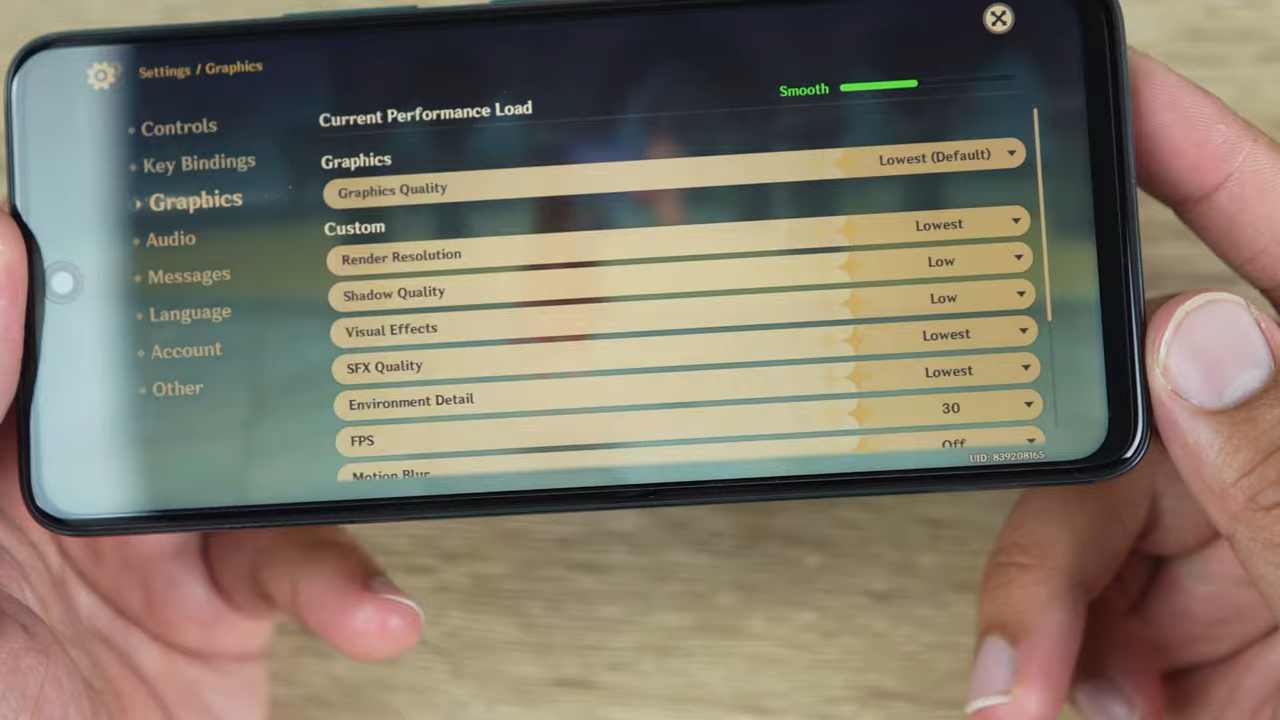 Settings / Graphics
Controls
Key Bindings
Graphics
Audio
Messages
Language
Account
Other
Current Performance Load
Smooth
Graphics
Graphics Quality Lowest (Default)
Custom
Render Resolution Lowest
Shadow Quality Low
Visual Effects Low
SFX Quality Lowest
Environment Detail Lowest
FPS 30
Motion Blur Off
UID: 839208165